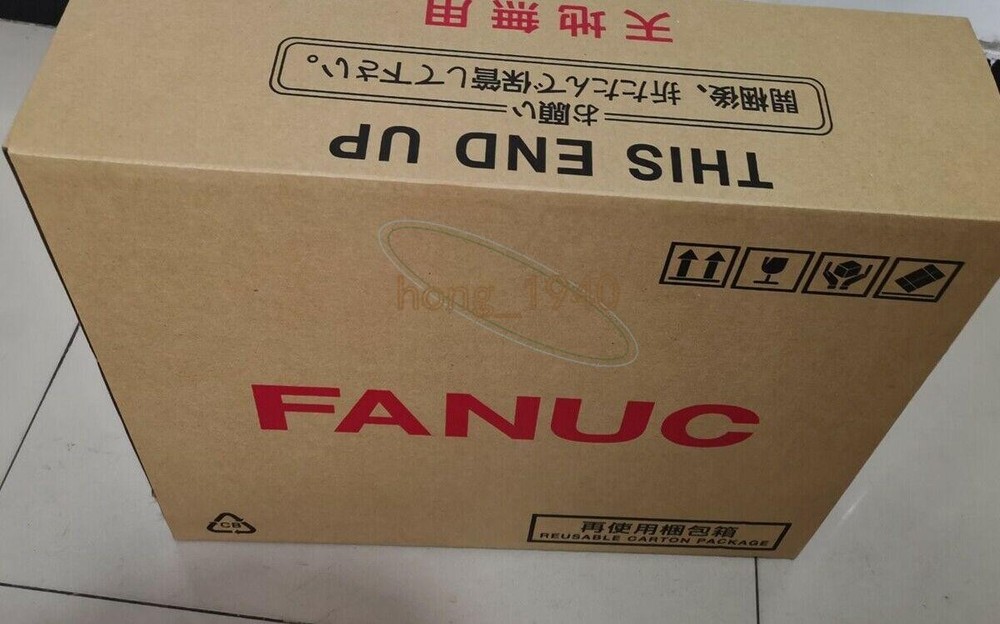 天地無用
開梱後、折たたんで保管して下さい。
お願い
THIS END UP
hong_1940
FANUC
CB
再使用梱包箱
REUSABLE CARTON PACKAGE